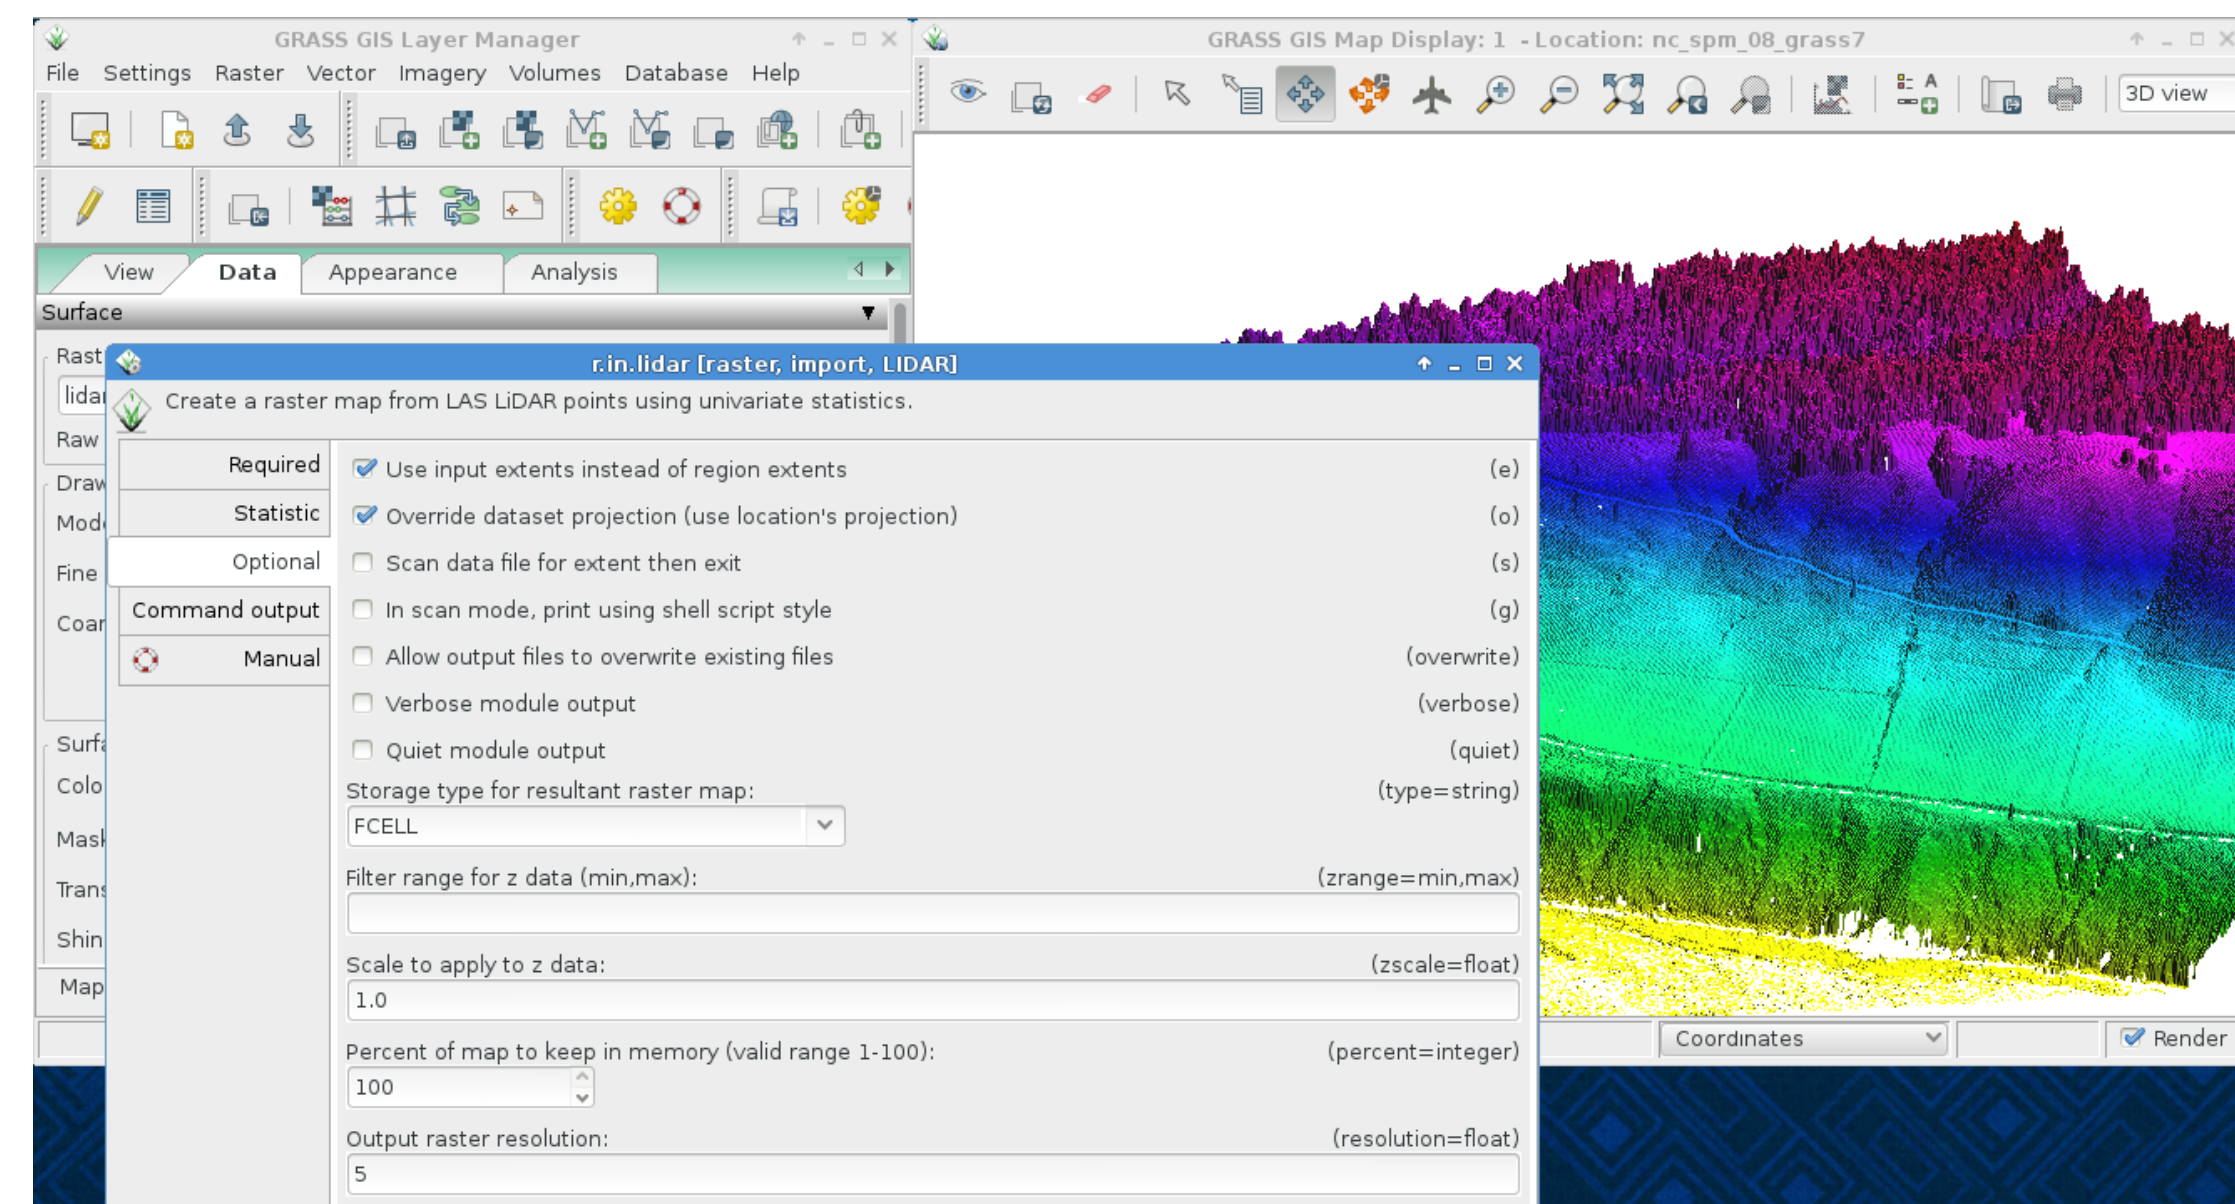 GRASS GIS Layer Manager
File Settings Raster Vector Imagery Volumes Database Help
View Data Appearance Analysis
Surface
Rast
lida
Raw
Draw
Mod
Fine
Coar
Surfa
Colo
Mask
Trans
Shin
Map
GRASS GIS Map Display: 1 - Location: nc_spm_08_grass7
3D view
Coordinates
Render
r.in.lidar [raster, import, LIDAR]
Create a raster map from LAS LiDAR points using univariate statistics.
Required
Statistic
Optional
Command output
Manual
Use input extents instead of region extents (e)
Override dataset projection (use location's projection) (o)
Scan data file for extent then exit (s)
In scan mode, print using shell script style (g)
Allow output files to overwrite existing files (overwrite)
Verbose module output (verbose)
Quiet module output (quiet)
Storage type for resultant raster map: (type=string)
FCELL
Filter range for z data (min,max): (zrange=min,max)
Scale to apply to z data: (zscale=float)
1.0
Percent of map to keep in memory (valid range 1-100): (percent=integer)
100
Output raster resolution: (resolution=float)
5